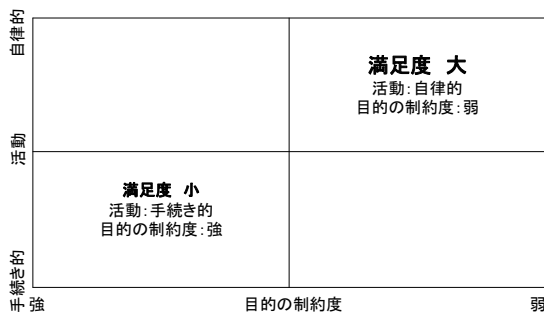 自律的
満足度 大
活動:自律的
目的の制約度:弱
活動
満足度 小
活動:手続き的
目的の制約度:強
手続き的
強
目的の制約度
弱